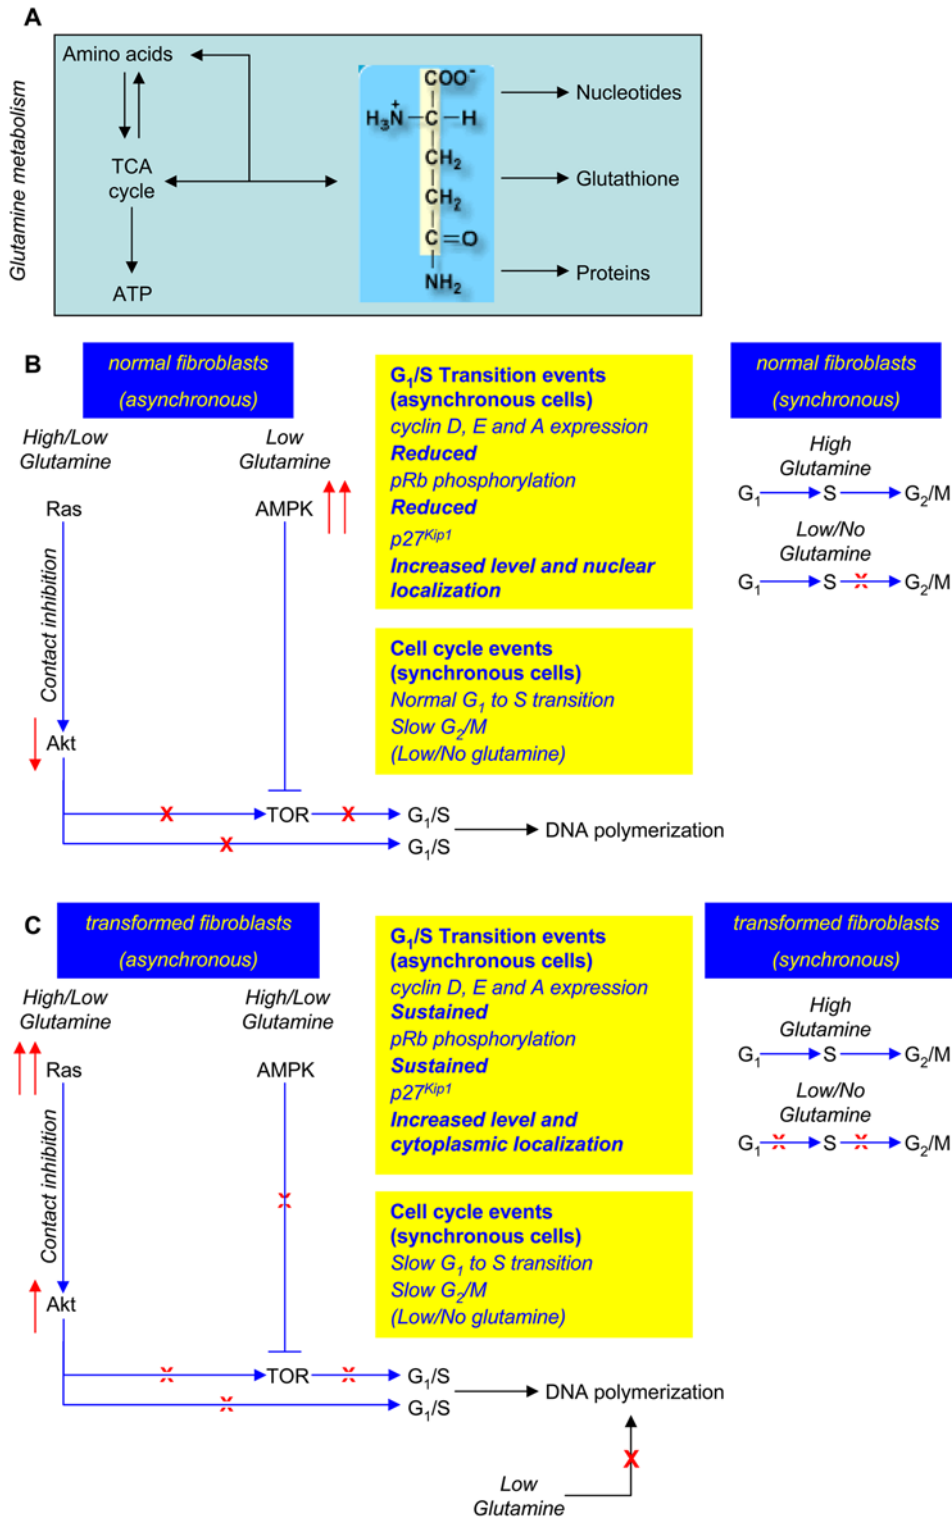 A
Glutamine metabolism
Amino acids
TCA
cycle
ATP
COO⁻
H₃N⁺–C–H
CH₂
CH₂
C=O
NH₂
Nucleotides
Glutathione
Proteins
B
normal fibroblasts
(asynchronous)
High/Low
Glutamine
Low
Glutamine
Ras
AMPK
Contact inhibition
Akt
TOR
G₁/S
G₁/S
DNA polymerization
G₁/S Transition events
(asynchronous cells)
cyclin D, E and A expression
Reduced
pRb phosphorylation
Reduced
p27ᴷⁱᵖ¹
Increased level and nuclear
localization
Cell cycle events
(synchronous cells)
Normal G₁ to S transition
Slow G₂/M
(Low/No glutamine)
normal fibroblasts
(synchronous)
High
Glutamine
G₁ S G₂/M
Low/No
Glutamine
G₁ S X G₂/M
X X
X
C
transformed fibroblasts
(asynchronous)
High/Low
Glutamine
High/Low
Glutamine
Ras
AMPK
Contact inhibition
X
Akt
X TOR X G₁/S
X G₁/S
DNA polymerization
X
Low
Glutamine
G₁/S Transition events
(asynchronous cells)
cyclin D, E and A expression
Sustained
pRb phosphorylation
Sustained
p27ᴷⁱᵖ¹
Increased level and
cytoplasmic localization
Cell cycle events
(synchronous cells)
Slow G₁ to S transition
Slow G₂/M
(Low/No glutamine)
transformed fibroblasts
(synchronous)
High
Glutamine
G₁ S G₂/M
Low/No
Glutamine
G₁ X S X G₂/M